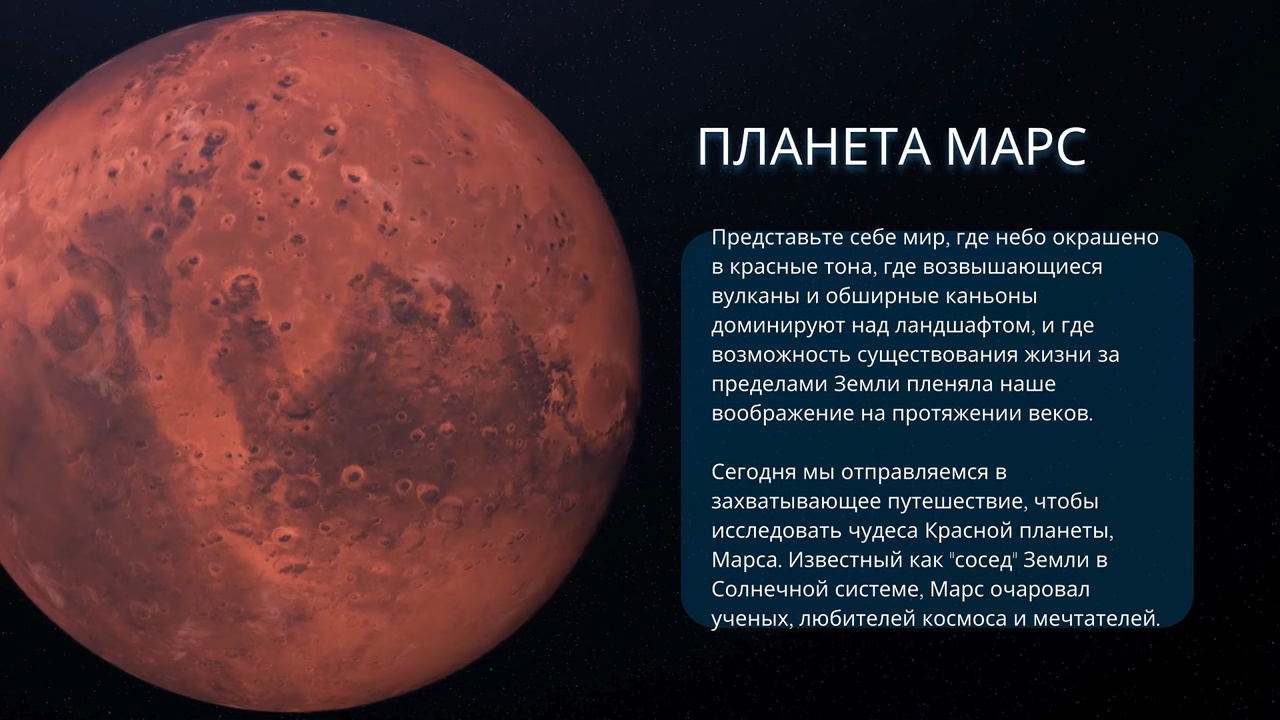 ПЛАНЕТА МАРС
Представьте себе мир, где небо окрашено
в красные тона, где возвышающиеся
вулканы и обширные каньоны
доминируют над ландшафтом, и где
возможность существования жизни за
пределами Земли пленяла наше
воображение на протяжении веков.
Сегодня мы отправляемся в
захватывающее путешествие, чтобы
исследовать чудеса Красной планеты,
Марса. Известный как "сосед" Земли в
Солнечной системе, Марс очаровал
ученых, любителей космоса и мечтателей.